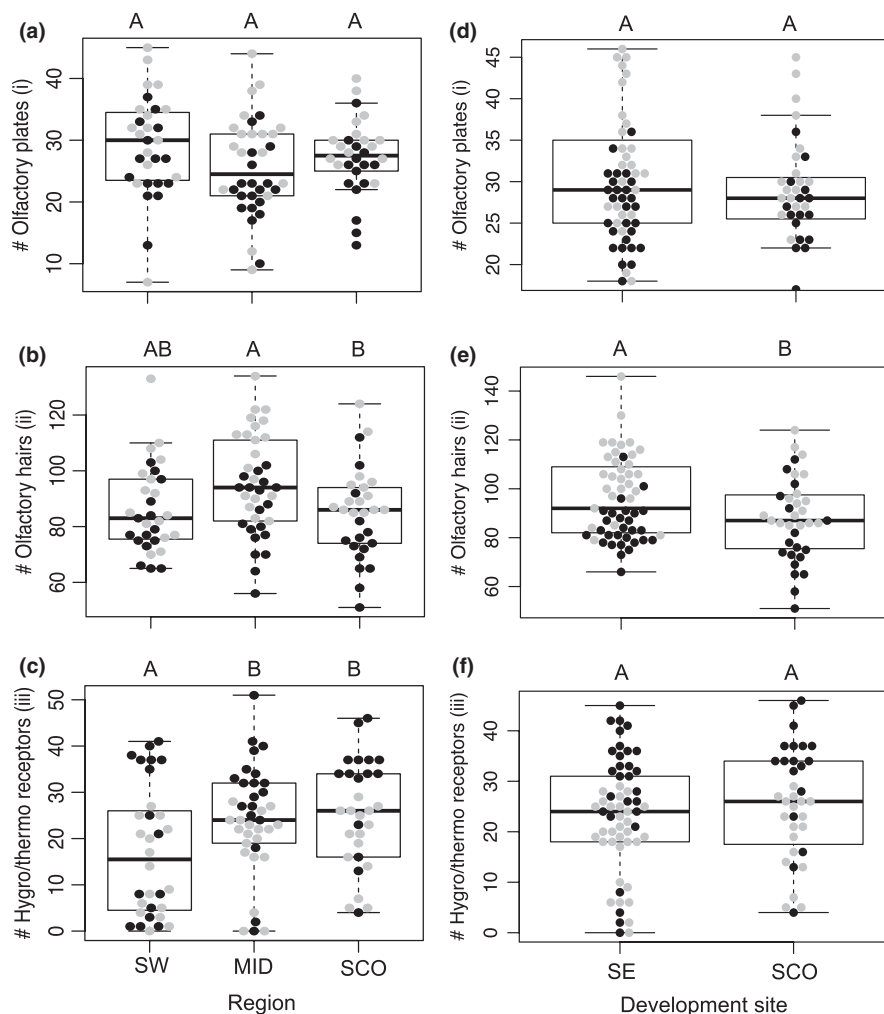 (a)
A A A
# Olfactory plates (i)
40
30
20
10
(b)
AB A B
# Olfactory hairs (ii)
120
100
80
60
(c)
A B B
# Hygro/thermo receptors (iii)
50
40
30
20
10
0
SW MID SCO
Region
(d)
A A
# Olfactory plates (i)
45
40
35
30
25
20
(e)
A B
# Olfactory hairs (ii)
140
120
100
80
60
(f)
A A
# Hygro/thermo receptors (iii)
50
40
30
20
10
0
SE SCO
Development site